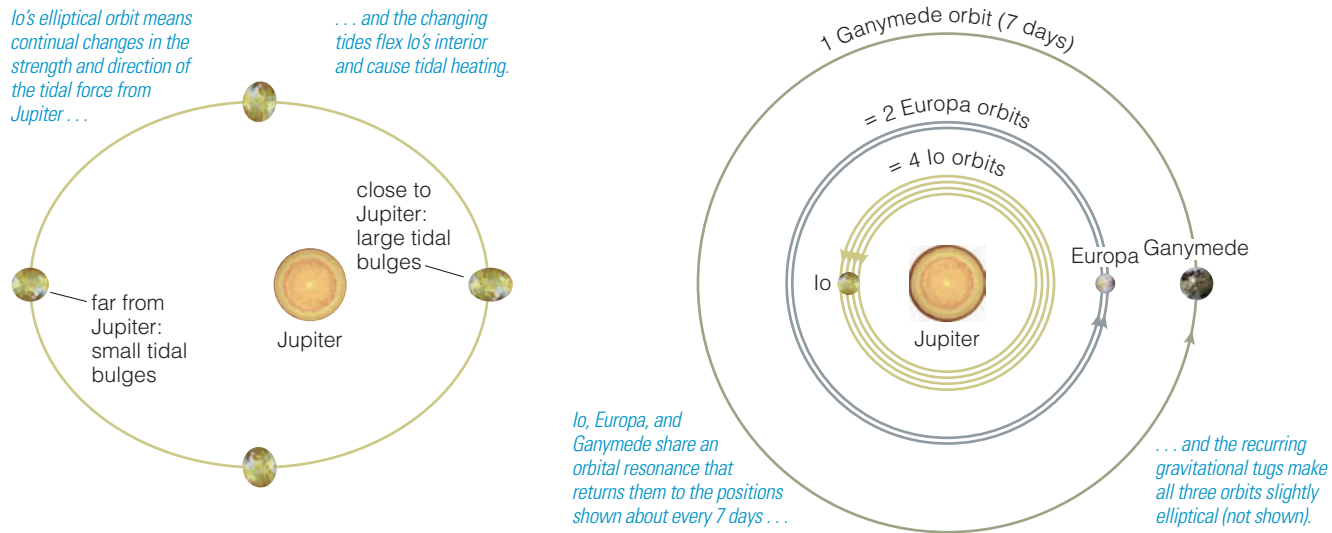 Io's elliptical orbit means
continual changes in the
strength and direction of
the tidal force from
Jupiter . . .
. . . and the changing
tides flex Io's interior
and cause tidal heating.
close to
Jupiter:
large tidal
bulges
far from
Jupiter:
small tidal
bulges
Jupiter
1 Ganymede orbit (7 days)
= 2 Europa orbits
= 4 Io orbits
Io
Europa
Ganymede
Jupiter
Io, Europa, and
Ganymede share an
orbital resonance that
returns them to the positions
shown about every 7 days . . .
. . . and the recurring
gravitational tugs make
all three orbits slightly
elliptical (not shown).